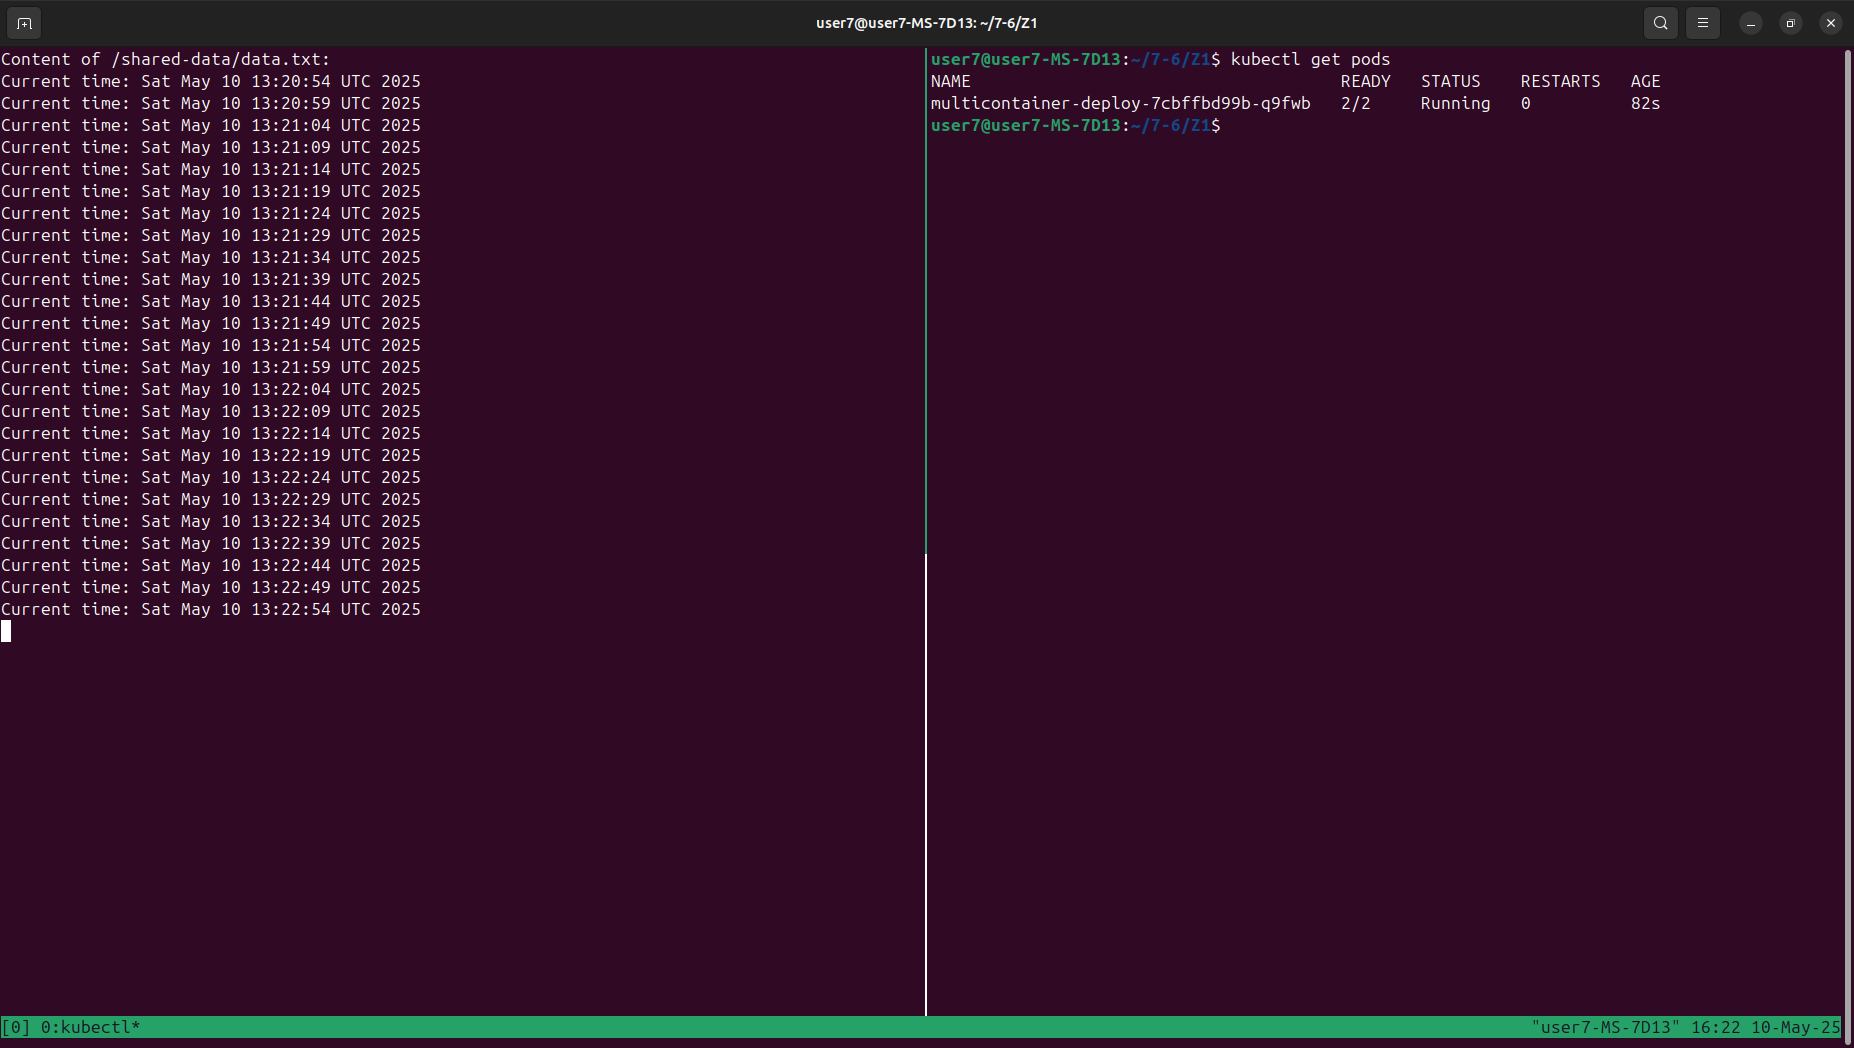 user7@user7-MS-7D13: ~/7-6/Z1
Content of /shared-data/data.txt:
Current time: Sat May 10 13:20:54 UTC 2025
Current time: Sat May 10 13:20:59 UTC 2025
Current time: Sat May 10 13:21:04 UTC 2025
Current time: Sat May 10 13:21:09 UTC 2025
Current time: Sat May 10 13:21:14 UTC 2025
Current time: Sat May 10 13:21:19 UTC 2025
Current time: Sat May 10 13:21:24 UTC 2025
Current time: Sat May 10 13:21:29 UTC 2025
Current time: Sat May 10 13:21:34 UTC 2025
Current time: Sat May 10 13:21:39 UTC 2025
Current time: Sat May 10 13:21:44 UTC 2025
Current time: Sat May 10 13:21:49 UTC 2025
Current time: Sat May 10 13:21:54 UTC 2025
Current time: Sat May 10 13:21:59 UTC 2025
Current time: Sat May 10 13:22:04 UTC 2025
Current time: Sat May 10 13:22:09 UTC 2025
Current time: Sat May 10 13:22:14 UTC 2025
Current time: Sat May 10 13:22:19 UTC 2025
Current time: Sat May 10 13:22:24 UTC 2025
Current time: Sat May 10 13:22:29 UTC 2025
Current time: Sat May 10 13:22:34 UTC 2025
Current time: Sat May 10 13:22:39 UTC 2025
Current time: Sat May 10 13:22:44 UTC 2025
Current time: Sat May 10 13:22:49 UTC 2025
Current time: Sat May 10 13:22:54 UTC 2025
user7@user7-MS-7D13:~/7-6/Z1$ kubectl get pods
NAME READY STATUS RESTARTS AGE
multicontainer-deploy-7cbffbd99b-q9fwb 2/2 Running 0 82s
user7@user7-MS-7D13:~/7-6/Z1$
[0] 0:kubectl* "user7-MS-7D13" 16:22 10-May-25